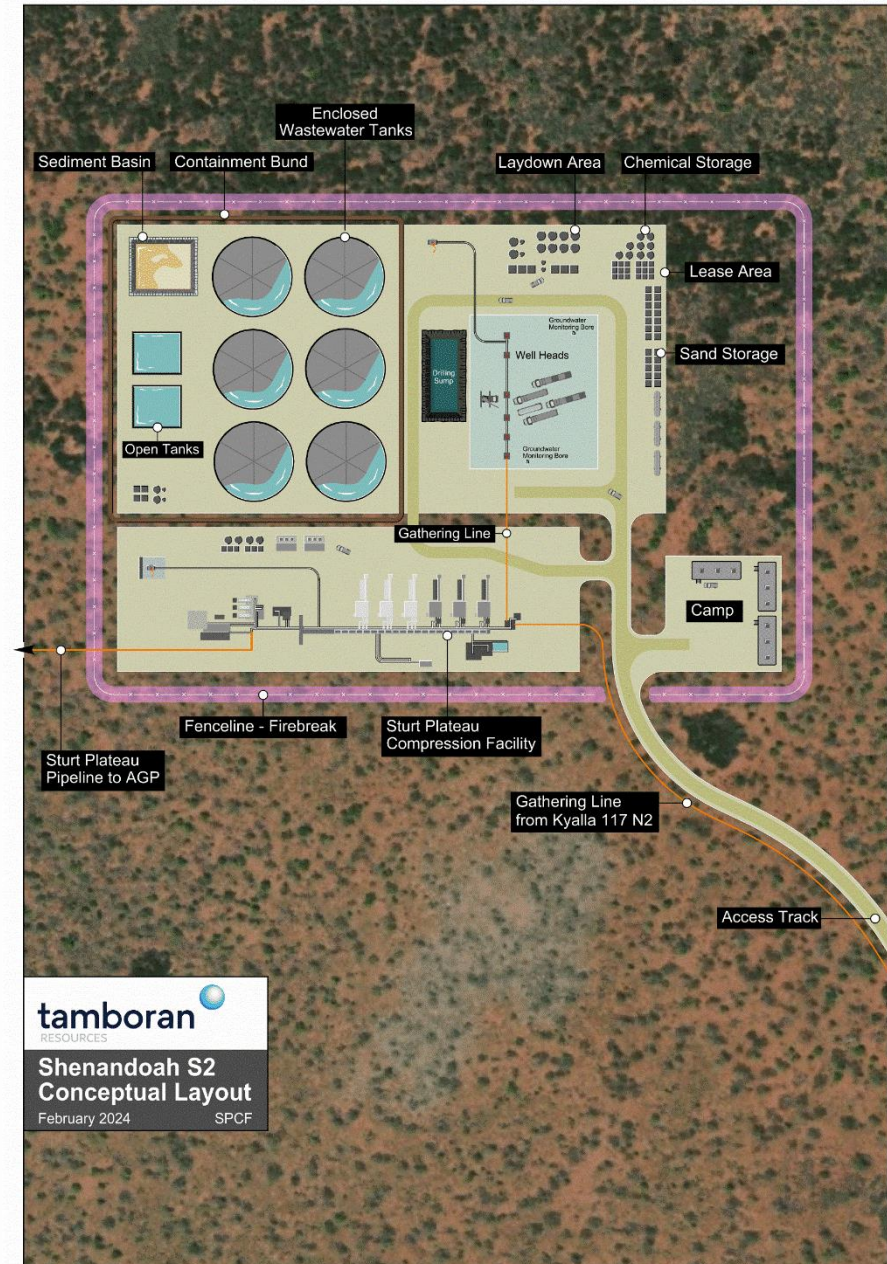 Enclosed
Wastewater Tanks
Sediment Basin
Containment Bund
Laydown Area
Chemical Storage
Lease Area
Groundwater
Monitoring Bore
Well Heads
Sand Storage
Drilling
Sump
Open Tanks
Groundwater
Monitoring Bore
Gathering Line
Camp
Fenceline - Firebreak
Sturt Plateau
Compression Facility
Sturt Plateau
Pipeline to AGP
Gathering Line
from Kyalla 117 N2
Access Track
tamboran
RESOURCES
Shenandoah S2
Conceptual Layout
February 2024 SPCF